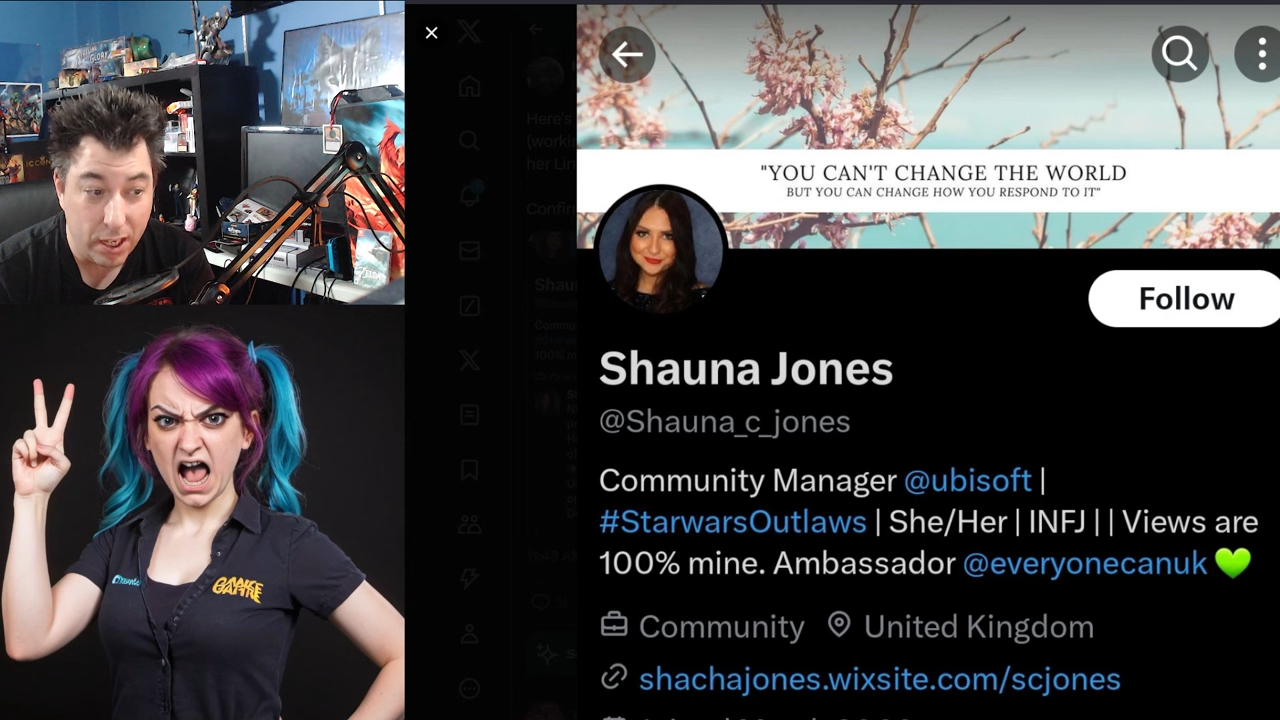 "YOU CAN'T CHANGE THE WORLD
BUT YOU CAN CHANGE HOW YOU RESPOND TO IT"
Follow
Shauna Jones
@Shauna_c_jones
Community Manager @ubisoft |
#StarwarsOutlaws | She/Her | INFJ | | Views are
100% mine. Ambassador @everyonecanuk 💚
Community United Kingdom
shachajones.wixsite.com/scjones